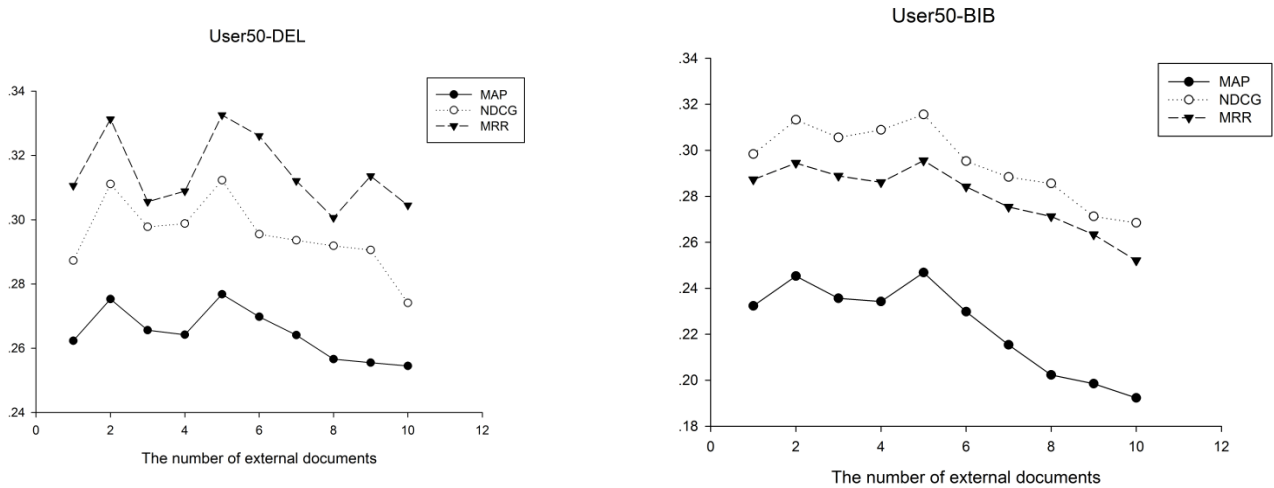 User50-DEL
MAP
NDCG
MRR
.34
.32
.30
.28
.26
.24
0 2 4 6 8 10 12
The number of external documents
User50-BIB
MAP
NDCG
MRR
.34
.32
.30
.28
.26
.24
.22
.20
.18
0 2 4 6 8 10 12
The number of external documents